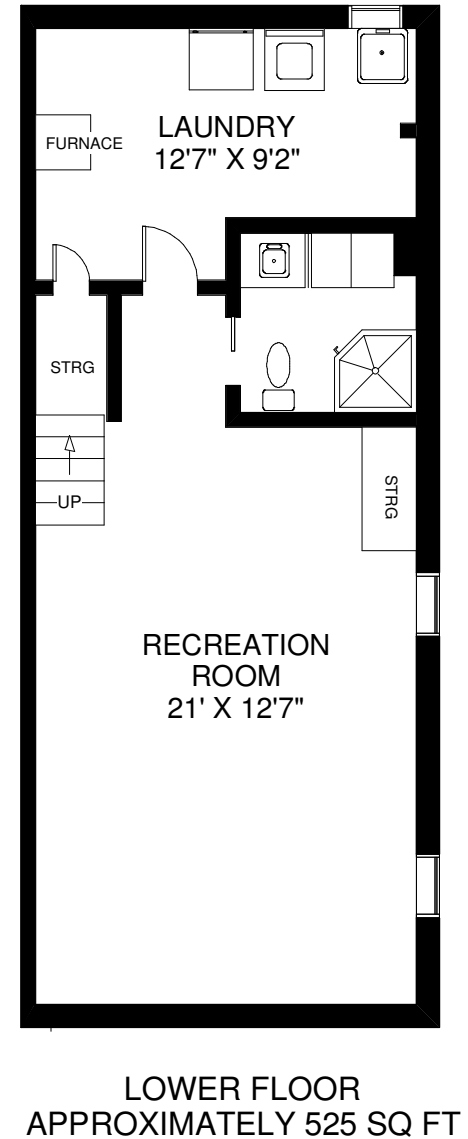 LAUNDRY
12'7" X 9'2"
FURNACE
STRG
UP
STRG
RECREATION
ROOM
21' X 12'7"
LOWER FLOOR
APPROXIMATELY 525 SQ FT